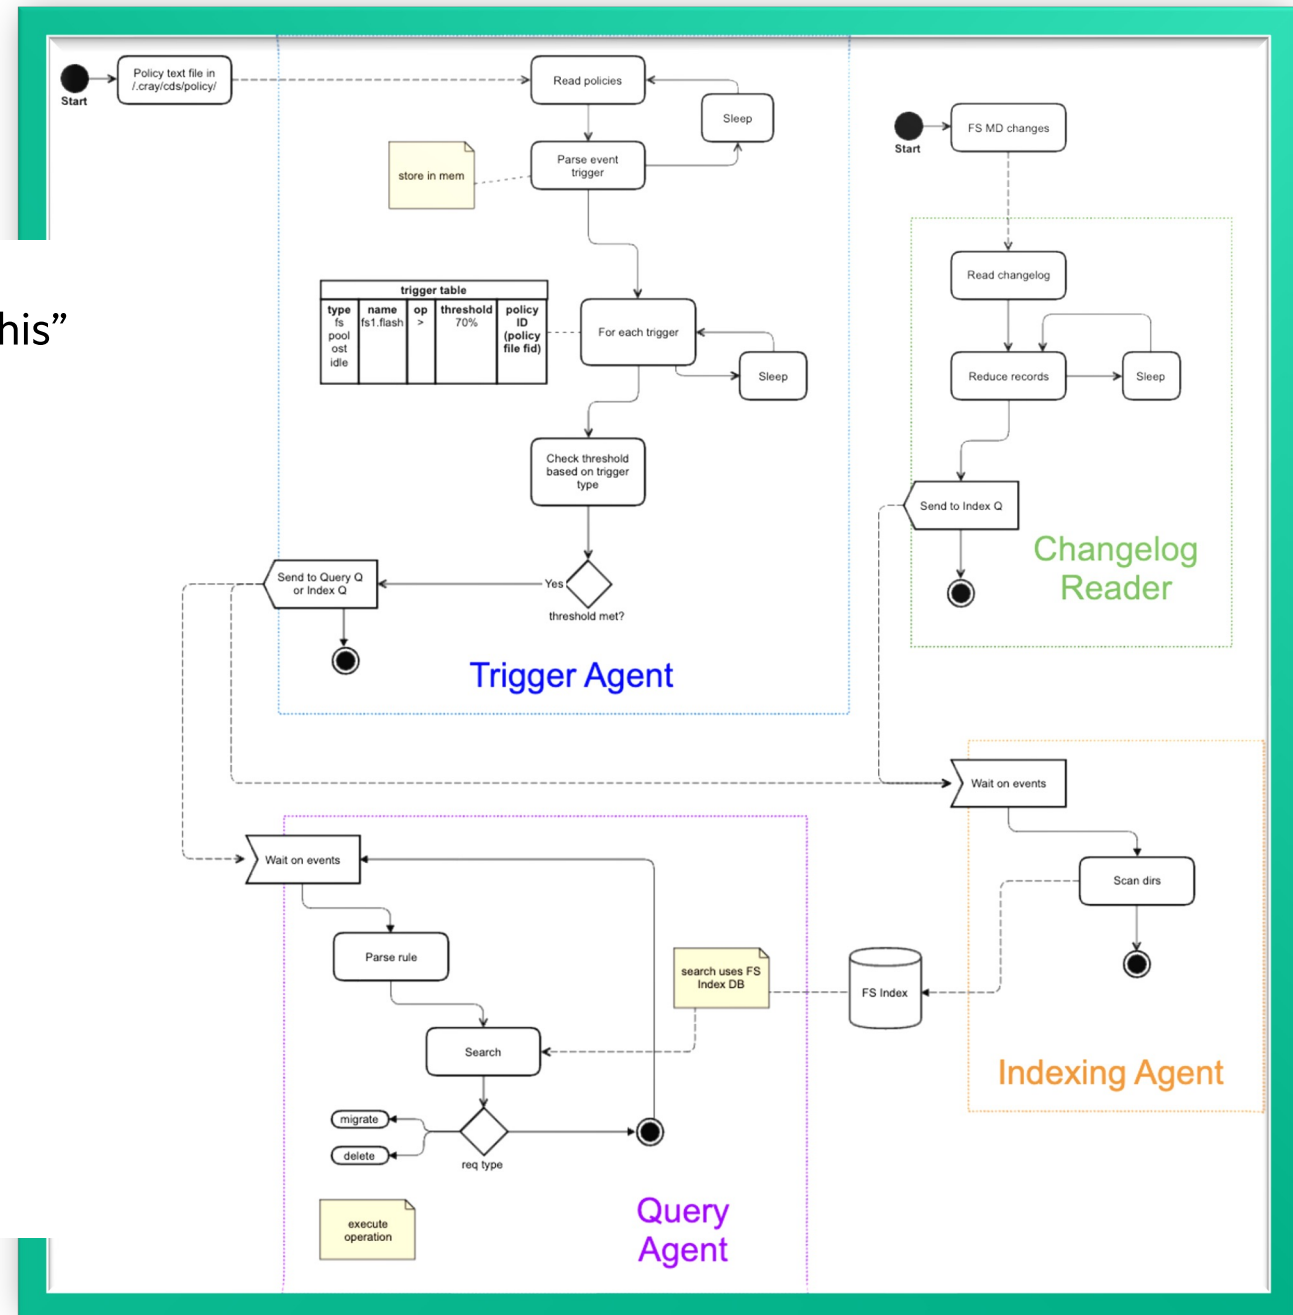 his”
Start
Policy text file in
/.cray/cds/policy/
Read policies
Sleep
Parse event
trigger
store in mem
trigger table
type
fs
pool
ost
idle
name
fs1.flash
op
>
threshold
70%
policy
ID
(policy
file fid)
For each trigger
Sleep
Check threshold
based on trigger
type
Yes
threshold met?
Send to Query Q
or Index Q
Trigger Agent
Start
FS MD changes
Read changelog
Reduce records
Sleep
Send to Index Q
Changelog
Reader
Wait on events
Scan dirs
FS Index
Indexing Agent
Wait on events
Parse rule
search uses FS
Index DB
Search
migrate
delete
req type
execute
operation
Query
Agent